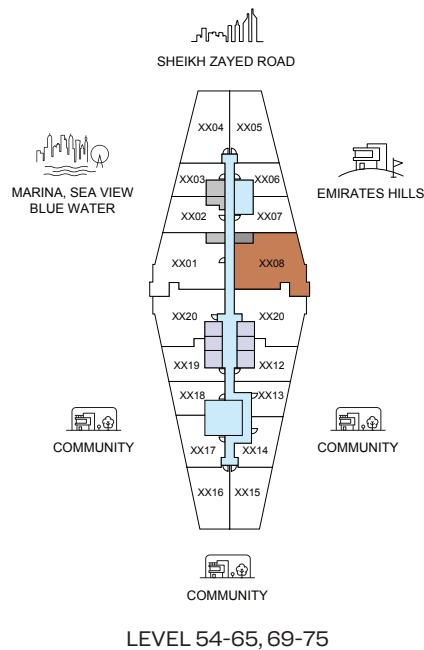 SHEIKH ZAYED ROAD
XX04 XX05
XX03 XX06
MARINA, SEA VIEW
BLUE WATER
EMIRATES HILLS
XX02 XX07
XX01 XX08
XX20 XX20
XX19 XX12
XX18 XX13
COMMUNITY
COMMUNITY
XX17 XX14
XX16 XX15
COMMUNITY
LEVEL 54-65, 69-75